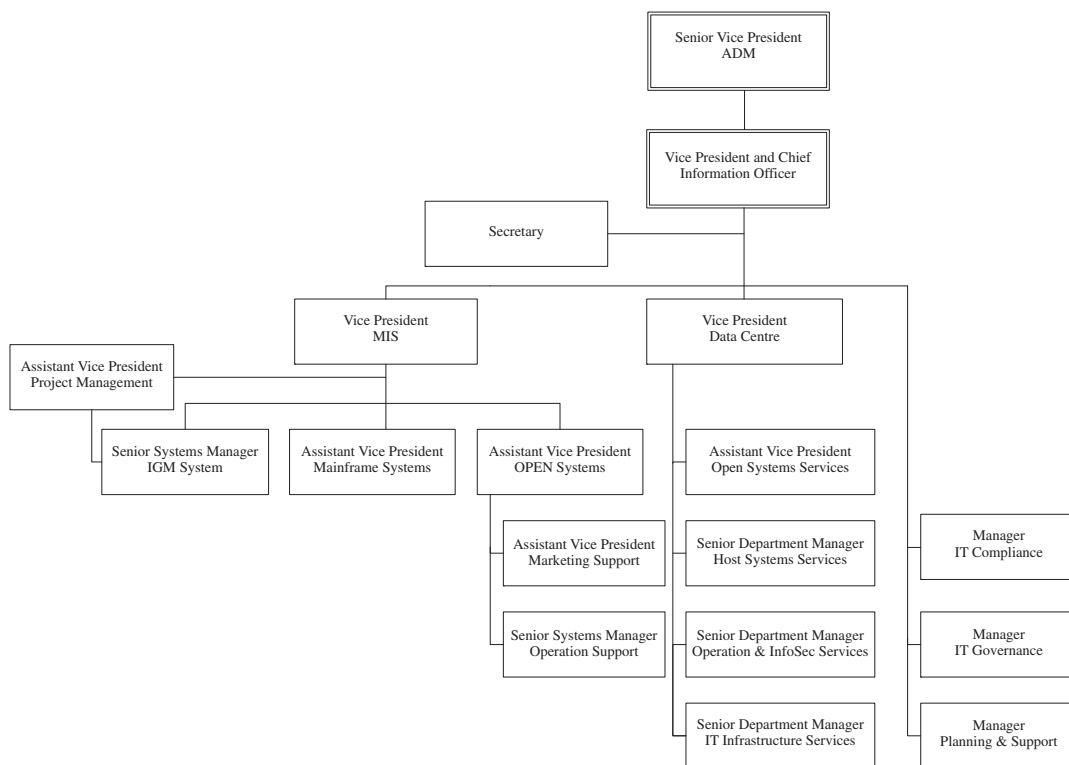 Senior Vice President
ADM
Vice President and Chief
Information Officer
Secretary
Vice President
MIS
Vice President
Data Centre
Assistant Vice President
Project Management
Senior Systems Manager
IGM System
Assistant Vice President
Mainframe Systems
Assistant Vice President
OPEN Systems
Assistant Vice President
Open Systems Services
Assistant Vice President
Marketing Support
Senior Department Manager
Host Systems Services
Manager
IT Compliance
Senior Systems Manager
Operation Support
Senior Department Manager
Operation & InfoSec Services
Manager
IT Governance
Senior Department Manager
IT Infrastructure Services
Manager
Planning & Support